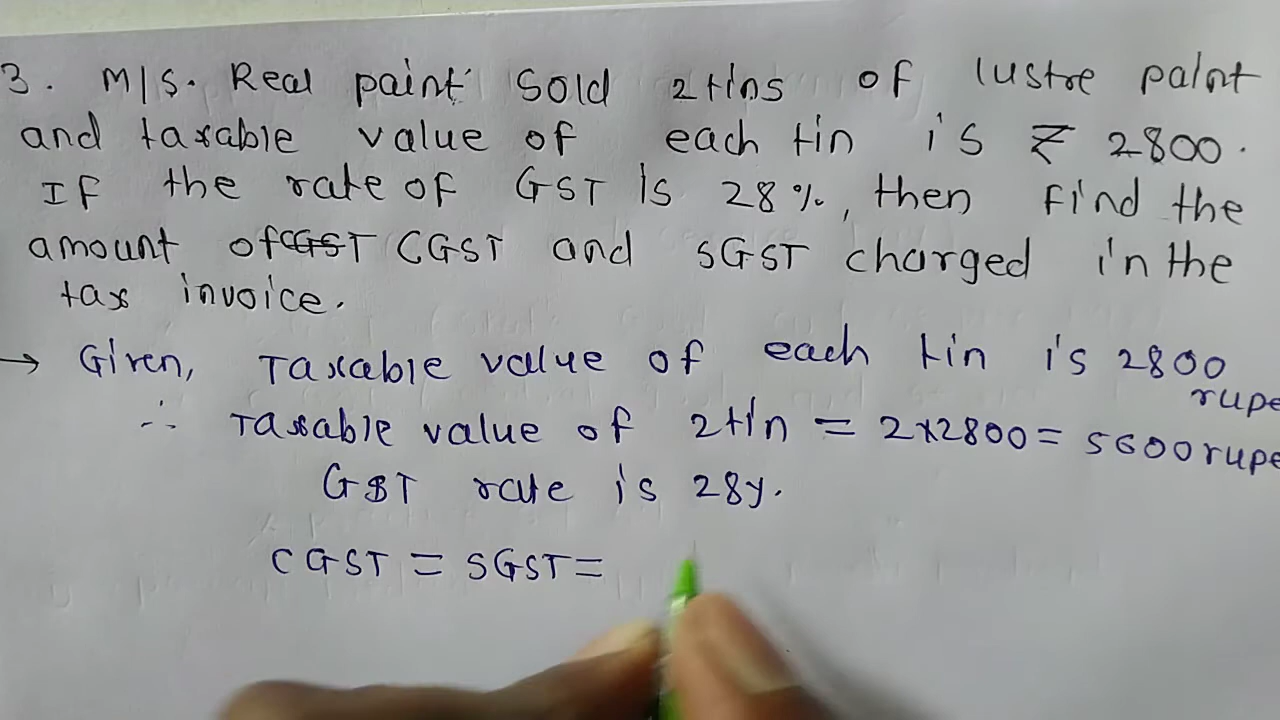 3. M/S. Real paint sold 2 tins of lustre paint
and taxable value of each tin is ₹ 2800.
If the rate of GST is 28%, then find the
amount of CGST CGST and SGST charged in the
tax invoice.
→ Given, Taxable value of each tin is 2800
rupe
∴ Taxable value of 2 tin = 2×2800 = 5600 rupe
GST rate is 28%.
CGST = SGST =